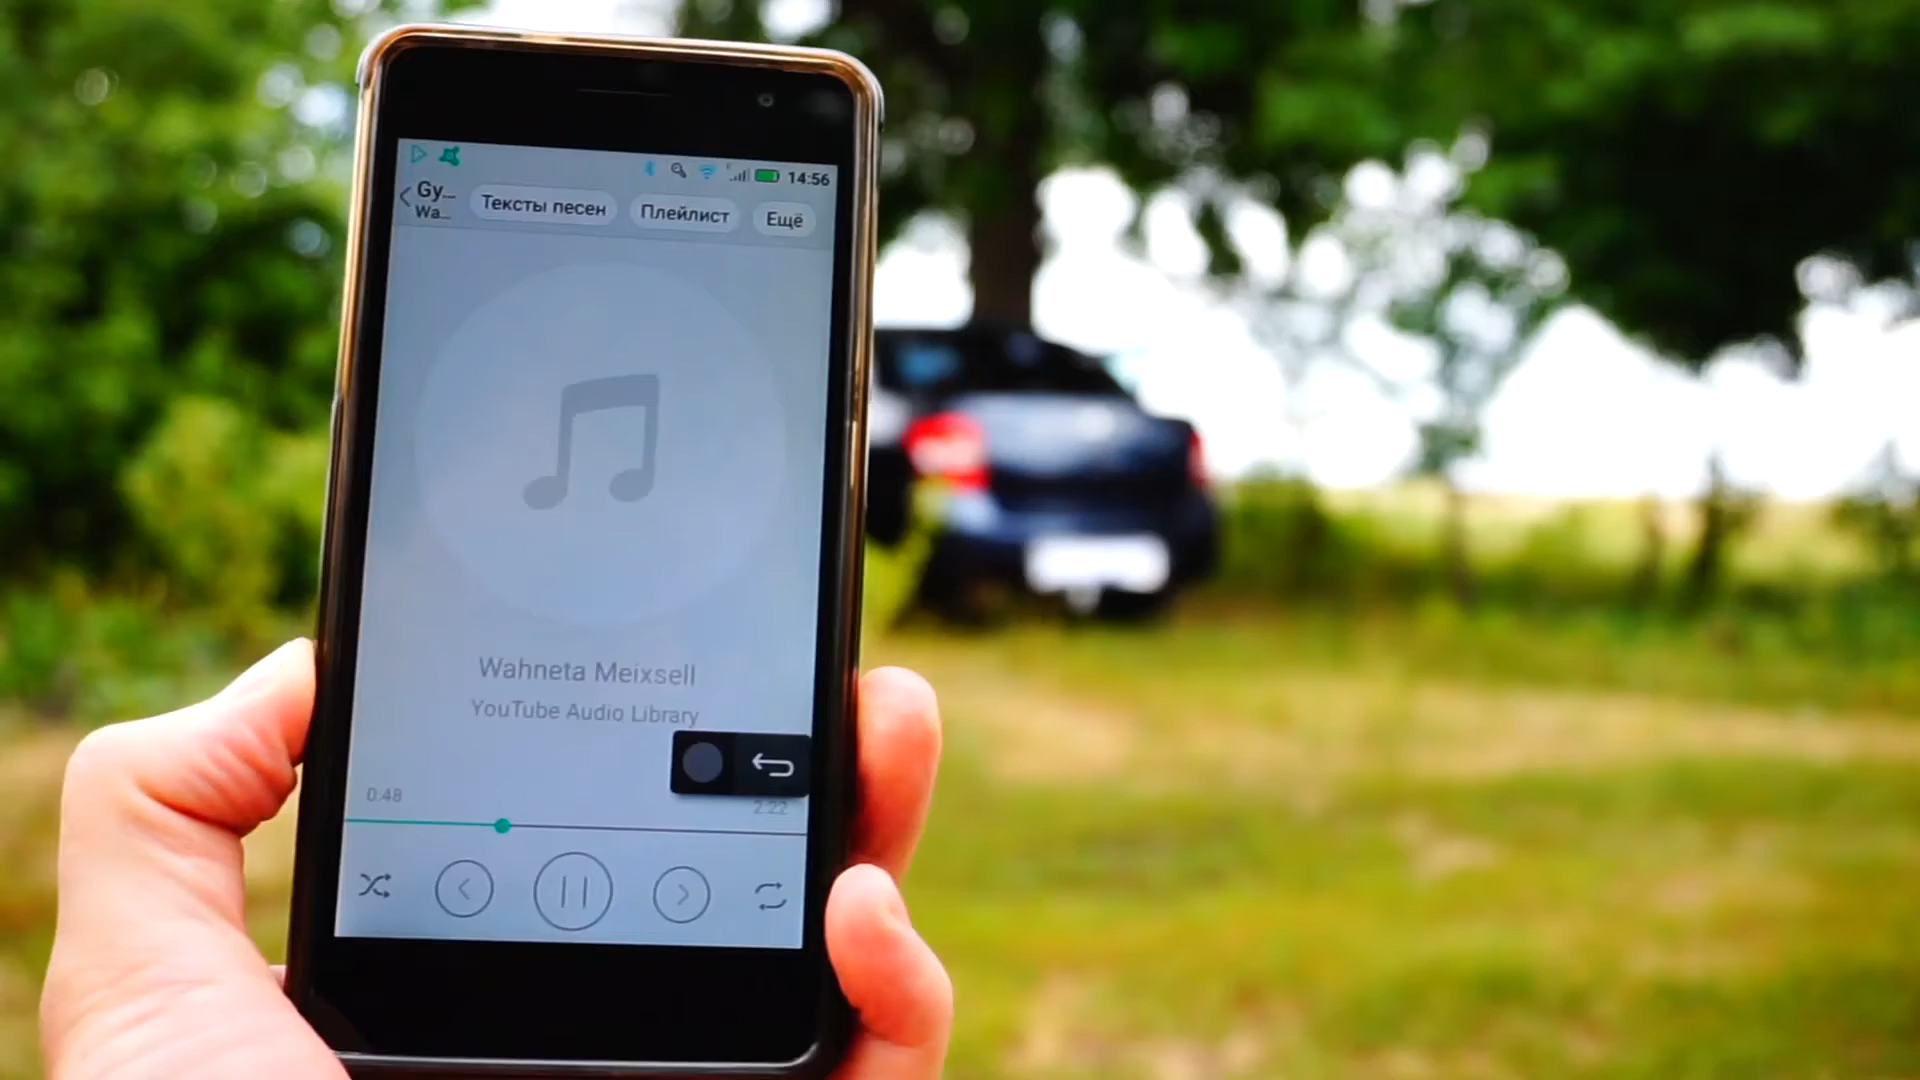 14:56
Gy...
Wa...
Тексты песен
Плейлист
Ещё
Wahneta Meixsell
YouTube Audio Library
0:48
2:22